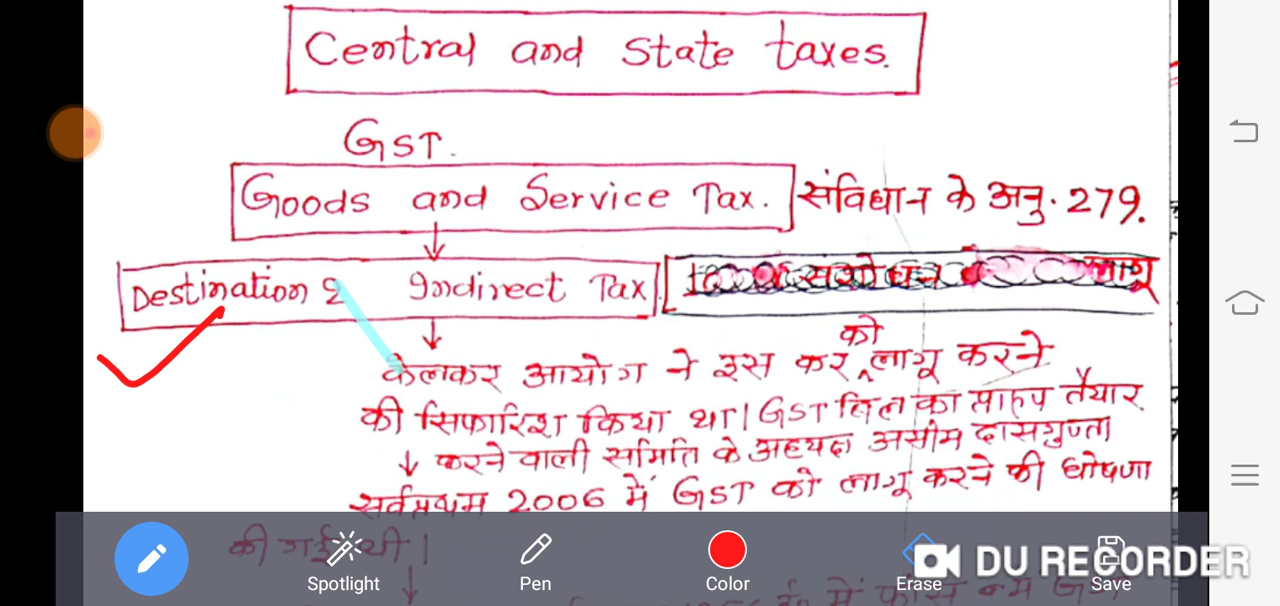 Central and State taxes.
GST.
Goods and Service Tax. संविधान के अनु. 279.
Destination & Indirect Tax संशोधन लागू
को
केलकर आयोग ने इस कर लागू करने
की सिफारिश किया था। GST बिल का प्रारूप तैयार
करने वाली समिति के अध्यक्ष असीम दासगुप्ता
सर्वप्रथम 2006 में GST को लागू करने की घोषणा
की गई थी।
में फ्रांस
DU RECORDER
Spotlight Pen Color Erase Save